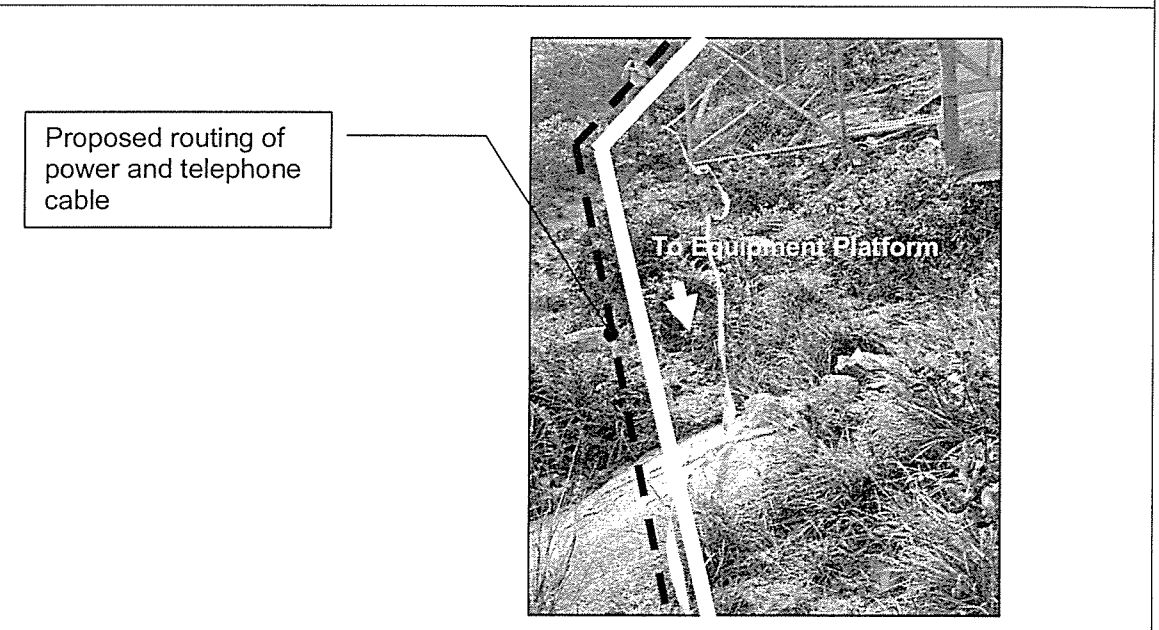 Proposed routing of
power and telephone
cable
To Equipment Platform